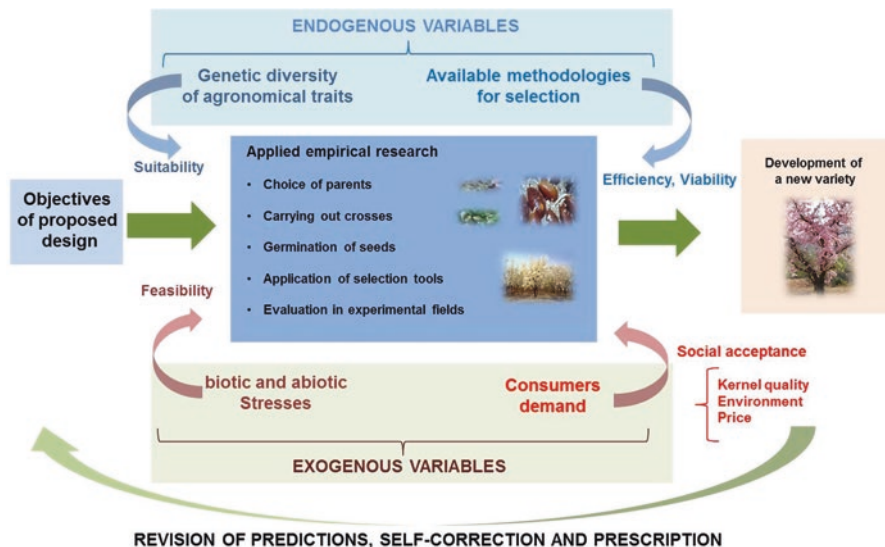 ENDOGENOUS VARIABLES
Genetic diversity
of agronomical traits
Available methodologies
for selection
Suitability
Efficiency, Viability
Objectives
of proposed
design
Applied empirical research
• Choice of parents
• Carrying out crosses
• Germination of seeds
• Application of selection tools
• Evaluation in experimental fields
Development of
a new variety
Feasibility
Social acceptance
Kernel quality
Environment
Price
biotic and abiotic
Stresses
Consumers
demand
EXOGENOUS VARIABLES
REVISION OF PREDICTIONS, SELF-CORRECTION AND PRESCRIPTION